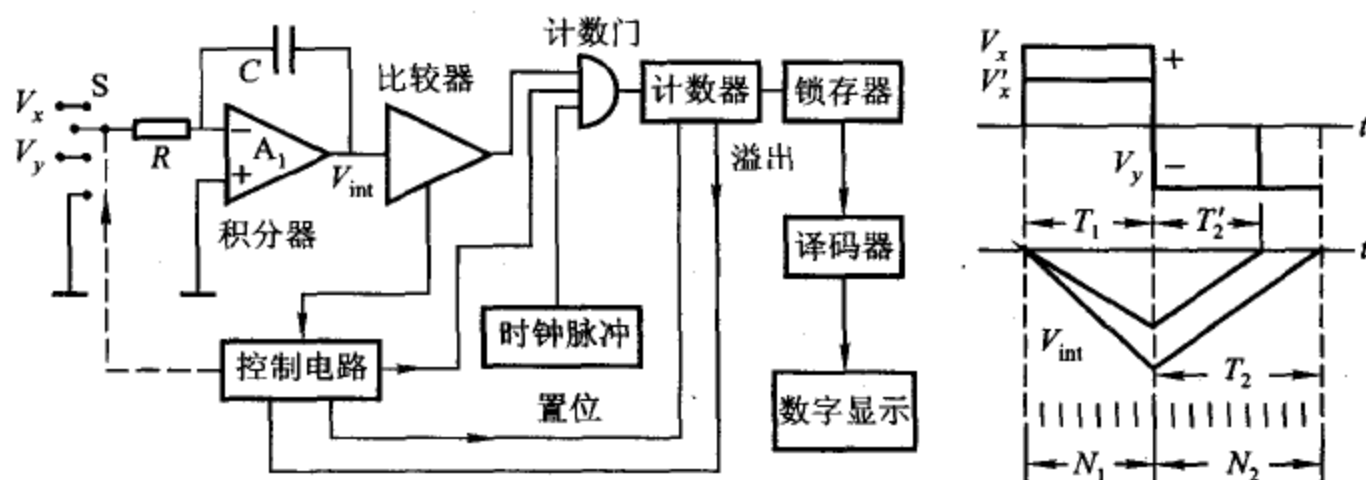 计数门
C
比较器
S
V_x
V_y
R
A_1
−
+
V_int
积分器
计数器
锁存器
溢出
译码器
时钟脉冲
控制电路
置位
数字显示
V_x
V'_x
+
t
V_y
−
T_1
T'_2
t
V_int
T_2
N_1
N_2